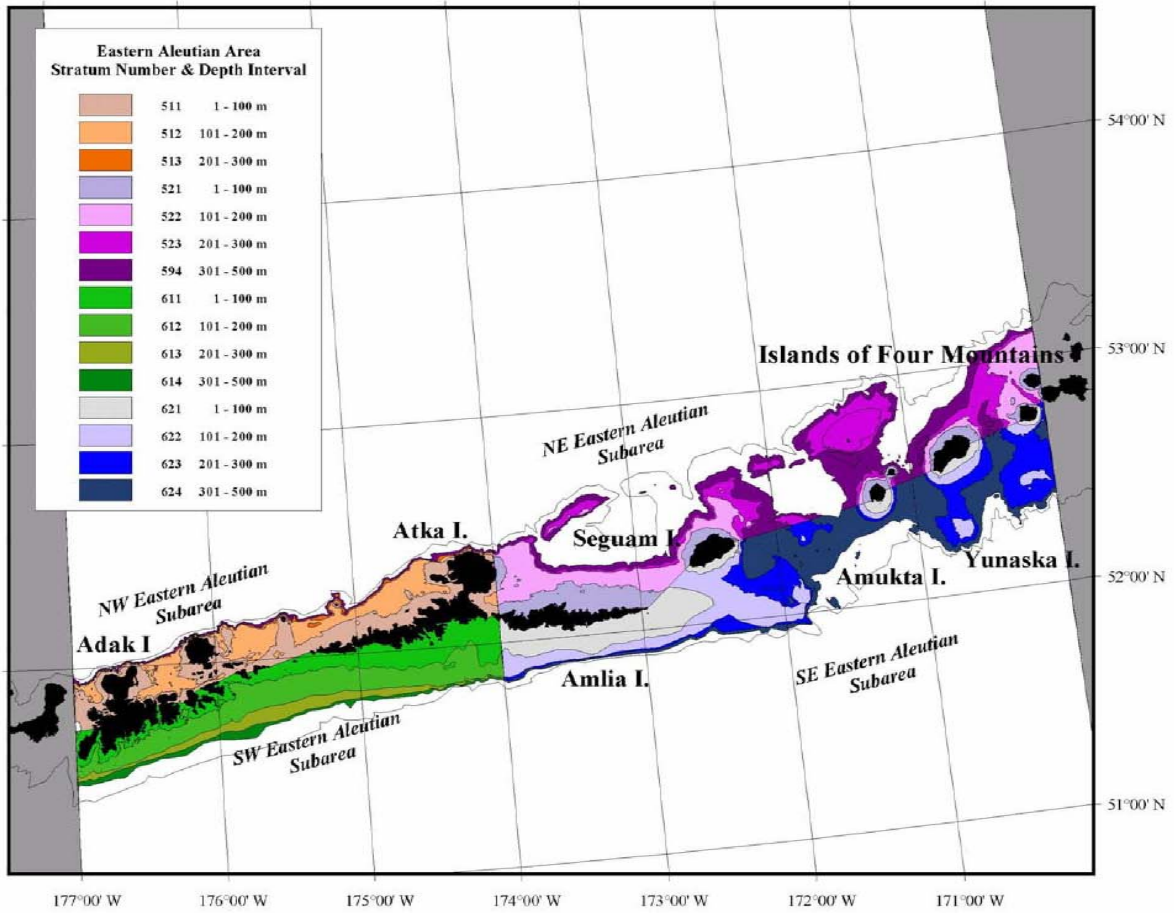 Eastern Aleutian Area
Stratum Number & Depth Interval
511 1 - 100 m
512 101 - 200 m
513 201 - 300 m
521 1 - 100 m
522 101 - 200 m
523 201 - 300 m
594 301 - 500 m
611 1 - 100 m
612 101 - 200 m
613 201 - 300 m
614 301 - 500 m
621 1 - 100 m
622 101 - 200 m
623 201 - 300 m
624 301 - 500 m
54°00' N
53°00' N
Islands of Four Mountains
NE Eastern Aleutian
Subarea
Atka I.
Seguam I.
Yunaska I.
52°00' N
Amukta I.
NW Eastern Aleutian
Subarea
Adak I
Amlia I.
SE Eastern Aleutian
Subarea
SW Eastern Aleutian
Subarea
51°00' N
177°00' W
176°00' W
175°00' W
174°00' W
173°00' W
172°00' W
171°00' W